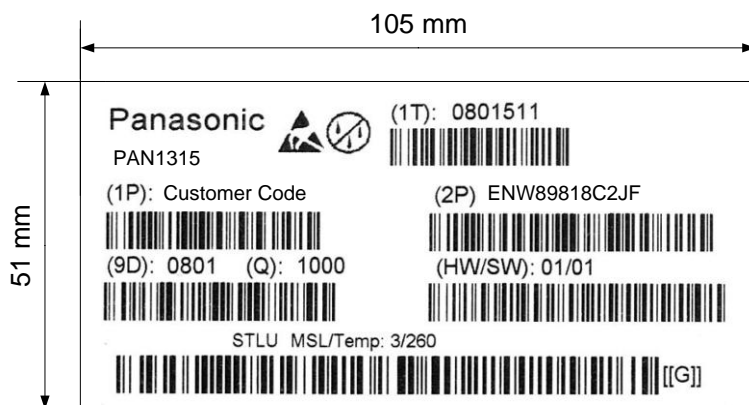 105 mm
51 mm
Panasonic
(1T): 0801511
PAN1315
(1P): Customer Code
(2P) ENW89818C2JF
(9D): 0801 (Q): 1000
(HW/SW): 01/01
STLU MSL/Temp: 3/260
[[G]]